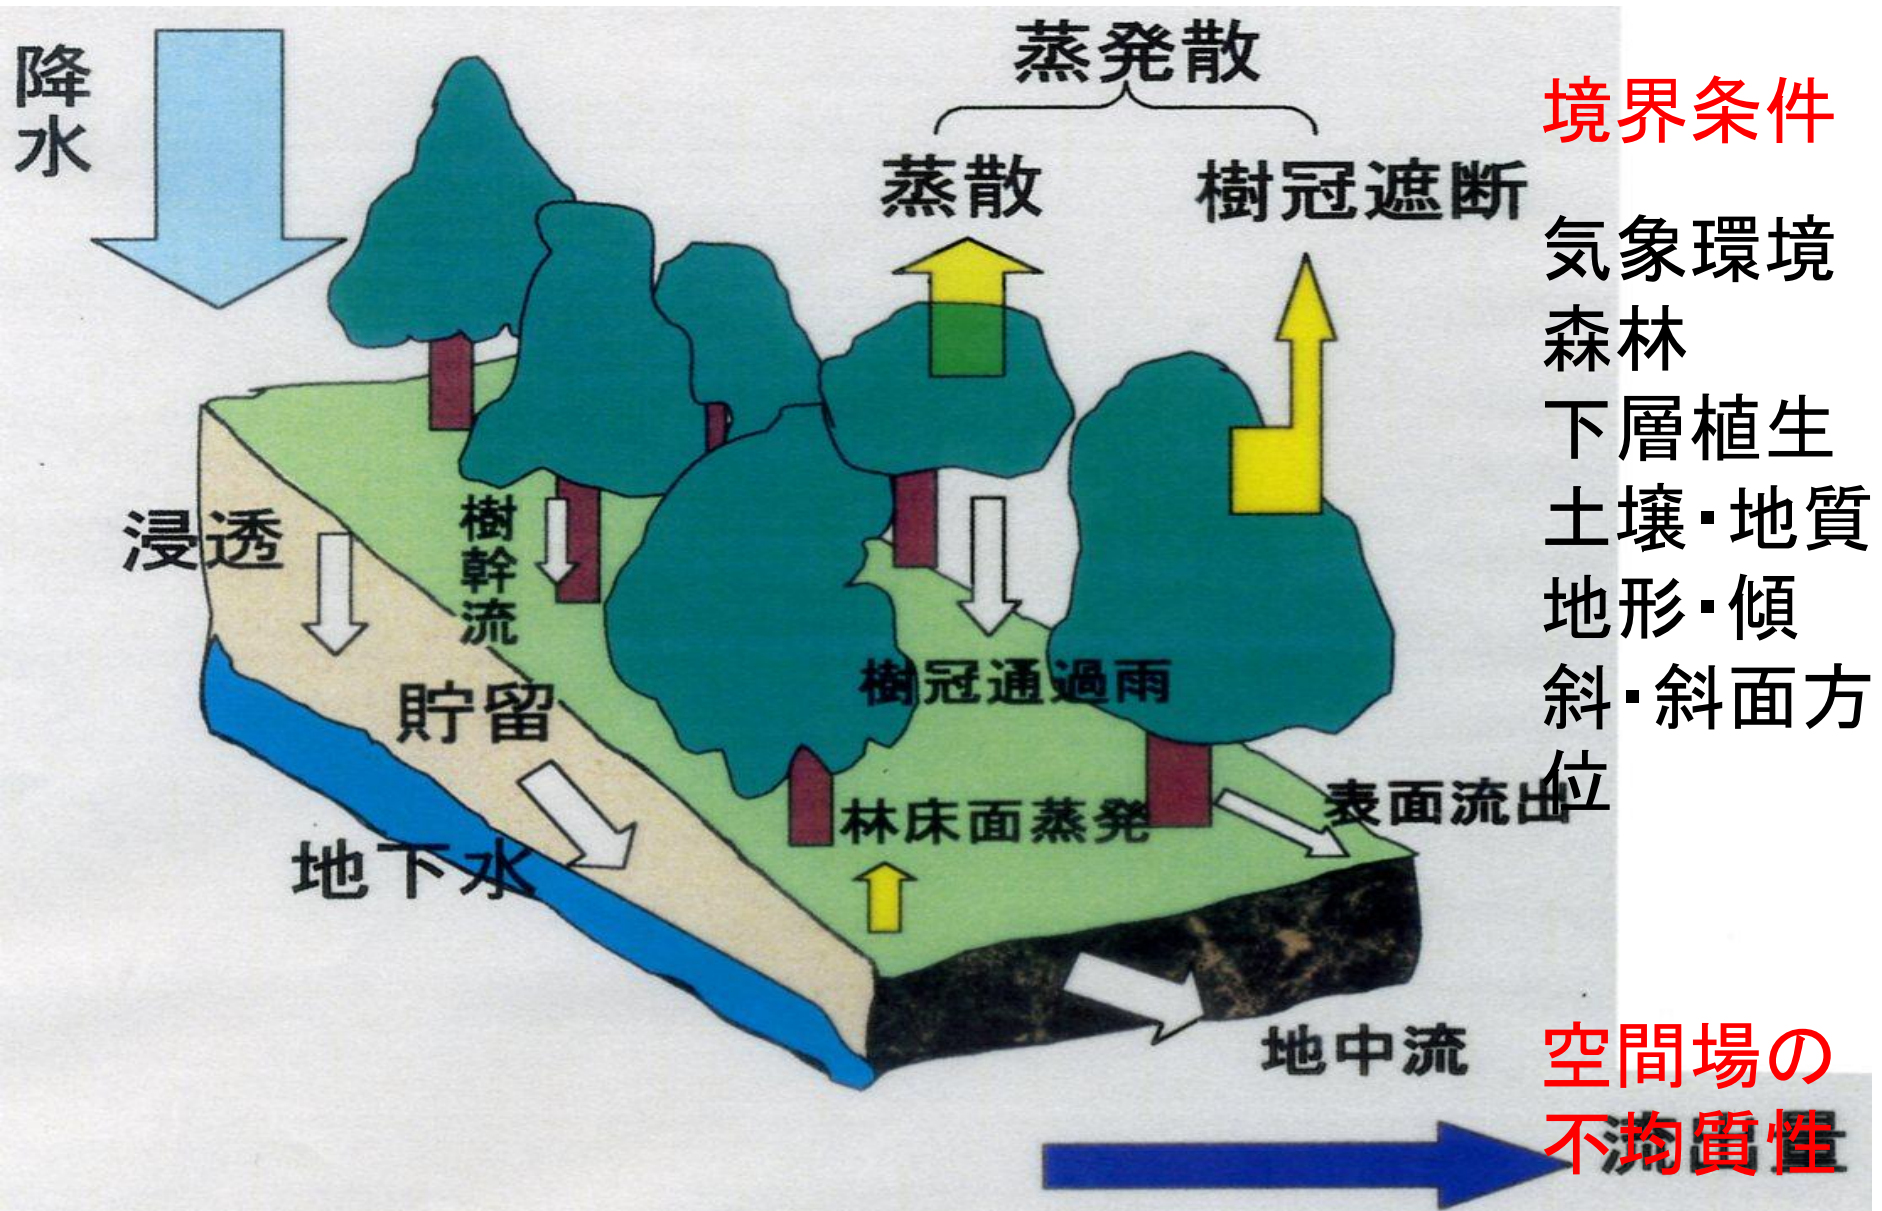 降水
蒸発散
蒸散
樹冠遮断
浸透
樹幹流
樹冠通過雨
貯留
林床面蒸発
表面流出
地下水
地中流
流出量
境界条件
気象環境
森林
下層植生
土壌・地質
地形・傾
斜・斜面方
位
空間場の
不均質性